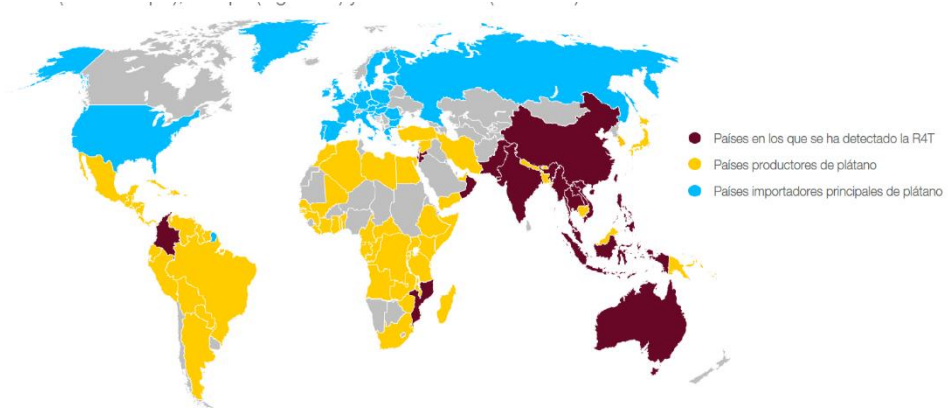 Países en los que se ha detectado la R4T
Países productores de plátano
Países importadores principales de plátano